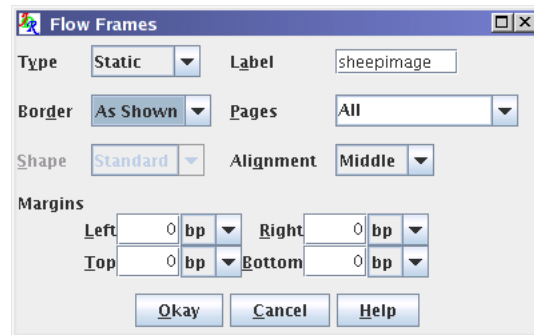 Flow Frames
Type Static Label sheepimage
Border As Shown Pages All
Shape Standard Alignment Middle
Margins
Left 0 bp Right 0 bp
Top 0 bp Bottom 0 bp
Okay Cancel Help